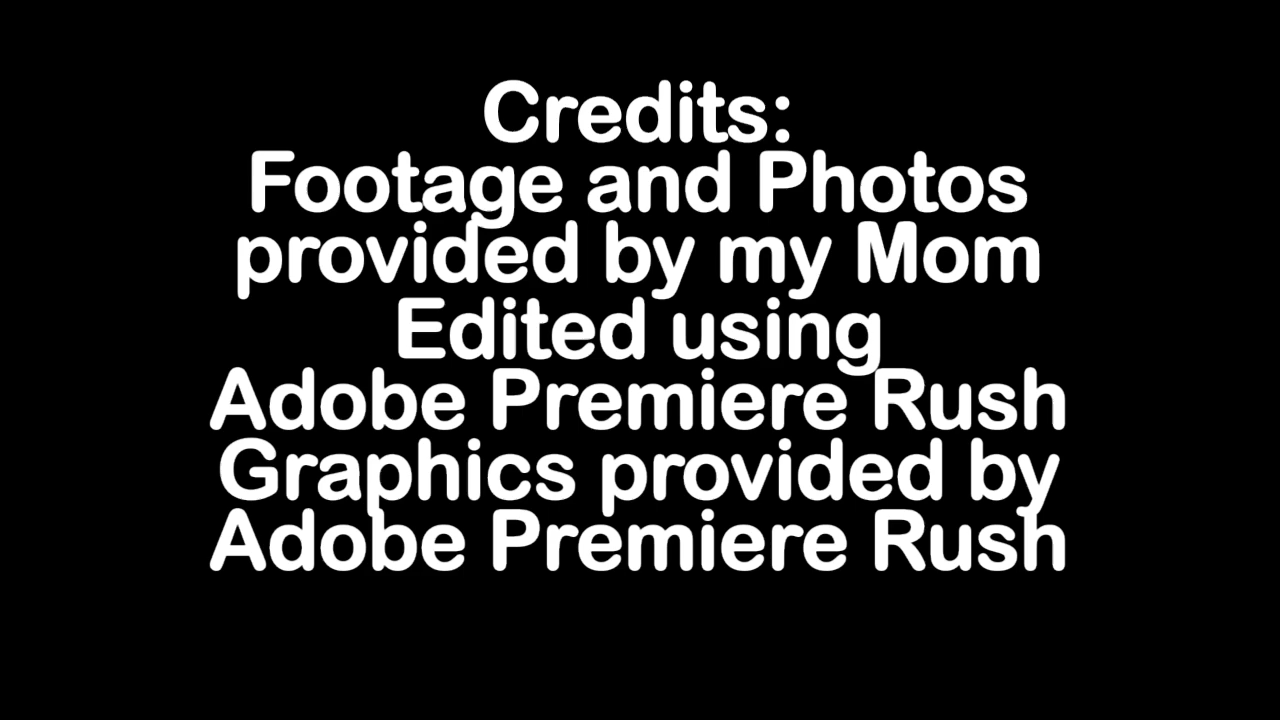 Credits:
Footage and Photos
provided by my Mom
Edited using
Adobe Premiere Rush
Graphics provided by
Adobe Premiere Rush